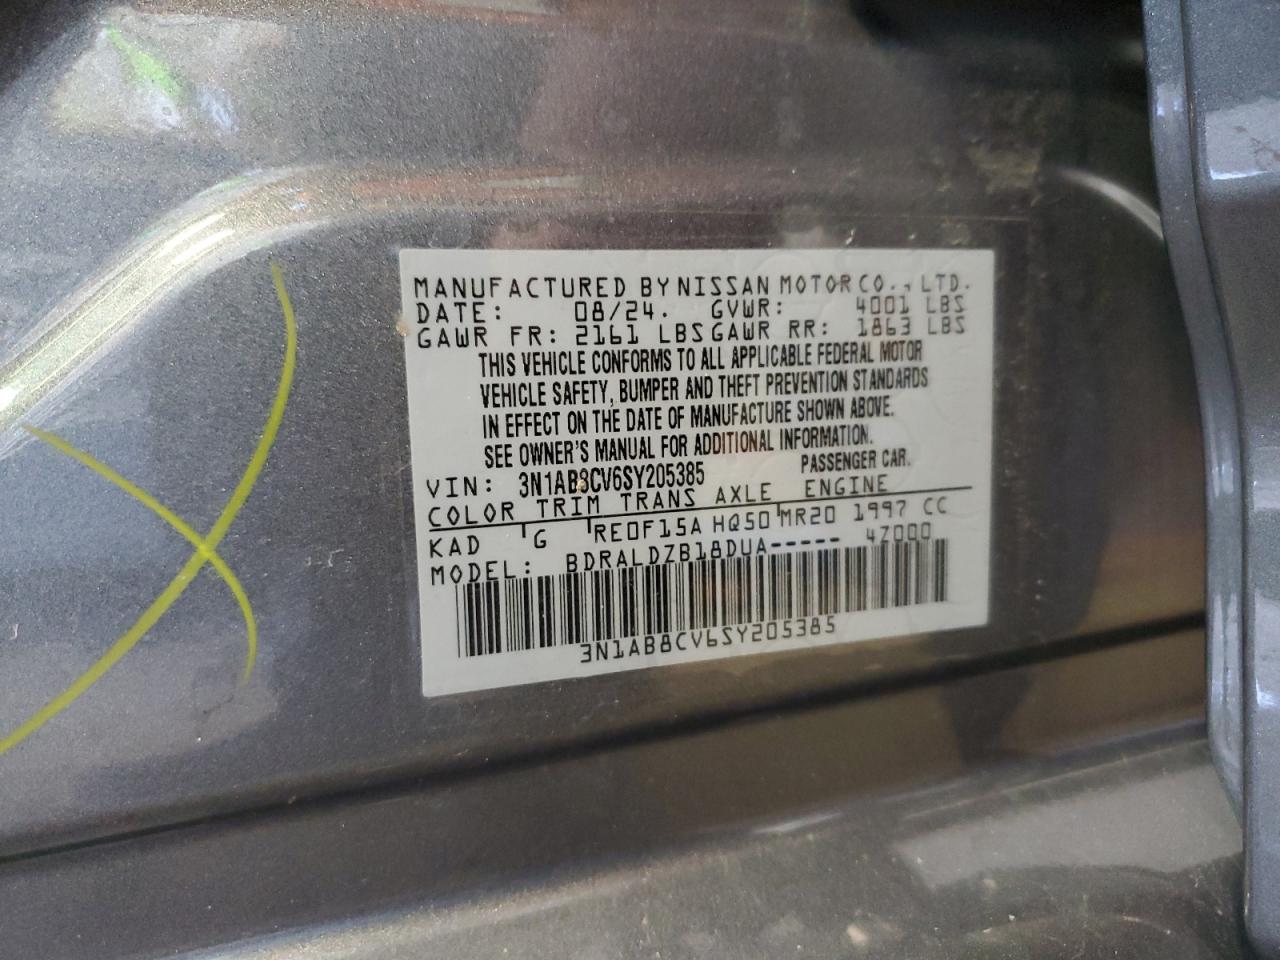 MANUFACTURED BY NISSAN MOTOR CO., LTD.
DATE: 08/24. GVWR: 4001 LBS
GAWR FR: 2161 LBS GAWR RR: 1863 LBS
THIS VEHICLE CONFORMS TO ALL APPLICABLE FEDERAL MOTOR
VEHICLE SAFETY, BUMPER AND THEFT PREVENTION STANDARDS
IN EFFECT ON THE DATE OF MANUFACTURE SHOWN ABOVE.
SEE OWNER'S MANUAL FOR ADDITIONAL INFORMATION.
VIN: 3N1AB8CV6SY205385 PASSENGER CAR.
COLOR TRIM TRANS AXLE ENGINE
KAD G RE0F15A HQ50 MR20 1997 CC
MODEL: BDRALDZB18DUA----- 47000
3N1AB8CV6SY205385